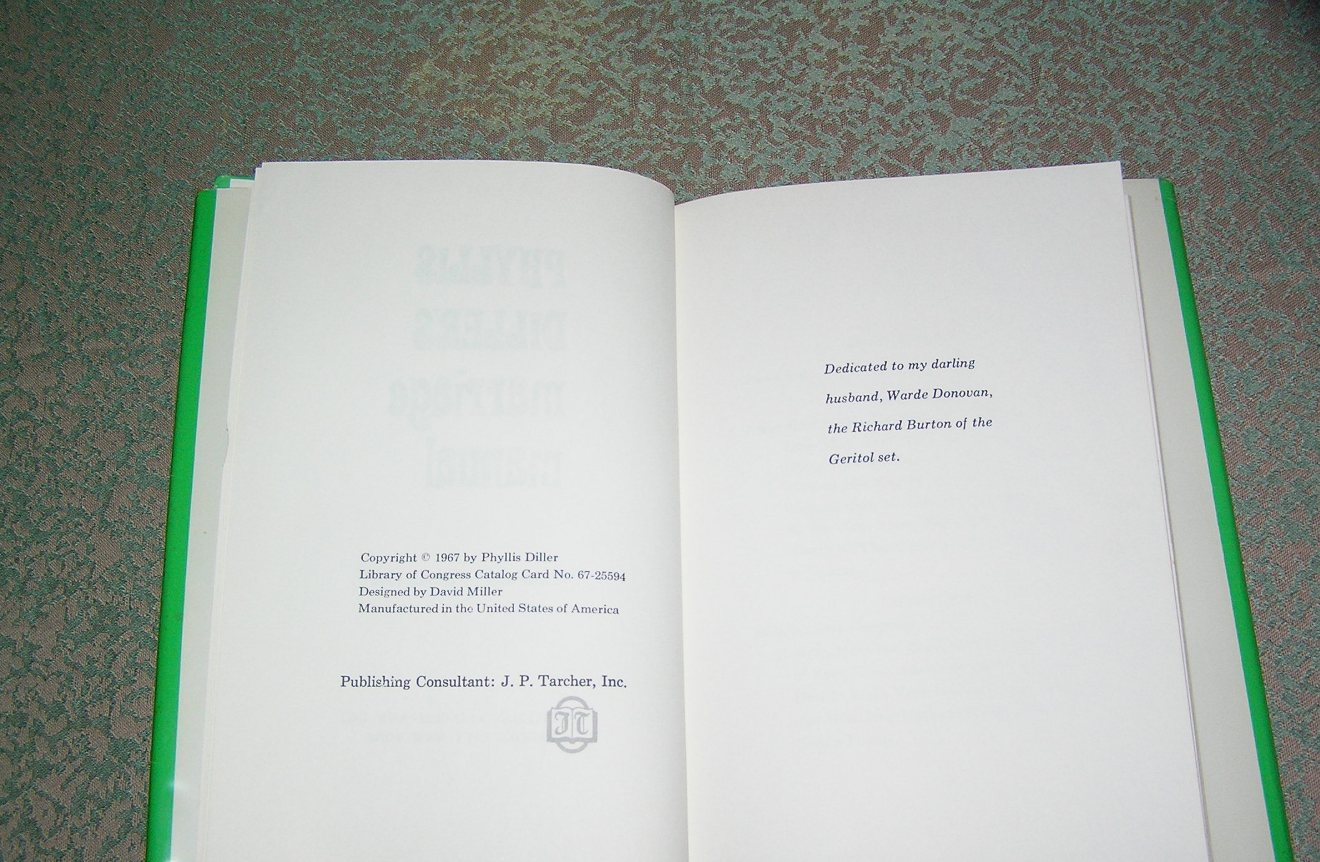 Copyright © 1967 by Phyllis Diller
Library of Congress Catalog Card No. 67-25594
Designed by David Miller
Manufactured in the United States of America
Publishing Consultant: J. P. Tarcher, Inc.
JT
Dedicated to my darling
husband, Warde Donovan,
the Richard Burton of the
Geritol set.